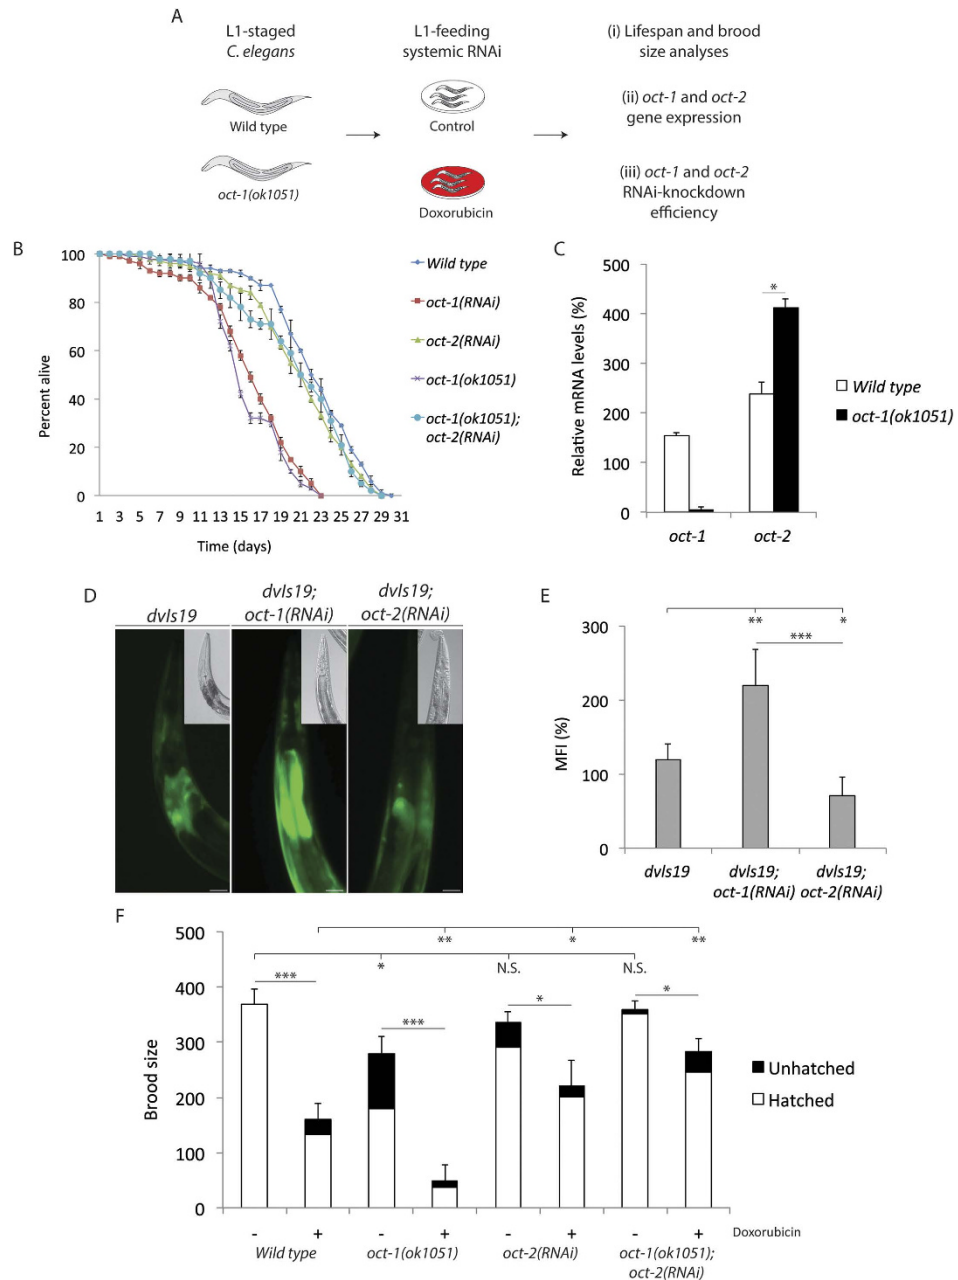 A
L1-staged
C. elegans
L1-feeding
systemic RNAi
(i) Lifespan and brood
size analyses
Wild type
Control
(ii) oct-1 and oct-2
gene expression
oct-1(ok1051)
Doxorubicin
(iii) oct-1 and oct-2
RNAi-knockdown
efficiency
B
100
80
60
40
20
0
Percent alive
1 3 5 7 9 11 13 15 17 19 21 23 25 27 29 31
Time (days)
Wild type
oct-1(RNAi)
oct-2(RNAi)
oct-1(ok1051)
oct-1(ok1051);
oct-2(RNAi)
C
500
400
300
200
100
0
Relative mRNA levels (%)
*
oct-1
oct-2
Wild type
oct-1(ok1051)
D
dvIs19
dvIs19;
oct-1(RNAi)
dvIs19;
oct-2(RNAi)
E
300
200
100
0
MFI (%)
** *
***
dvIs19
dvIs19;
oct-1(RNAi)
dvIs19;
oct-2(RNAi)
F
500
400
300
200
100
0
Brood size
** * **
* N.S. N.S.
*** *** * *
Unhatched
Hatched
- + - + - + - + Doxorubicin
Wild type
oct-1(ok1051)
oct-2(RNAi)
oct-1(ok1051);
oct-2(RNAi)